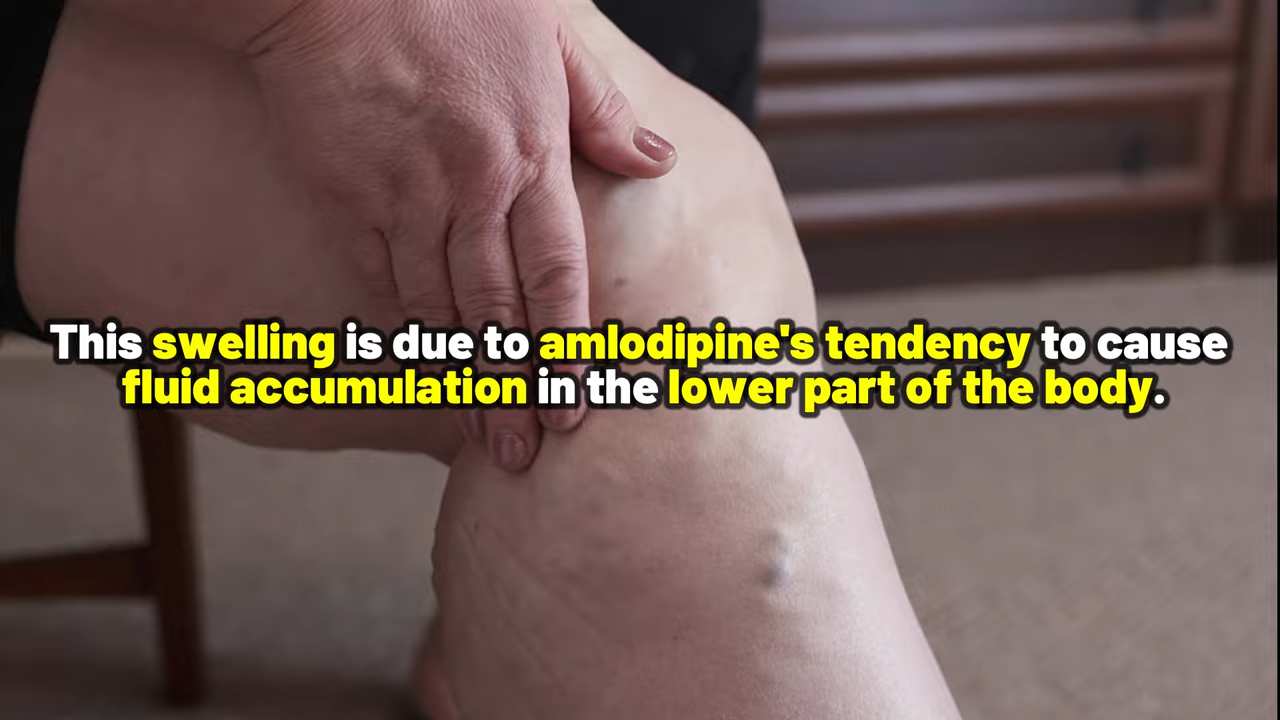 This swelling is due to amlodipine's tendency to cause
fluid accumulation in the lower part of the body.